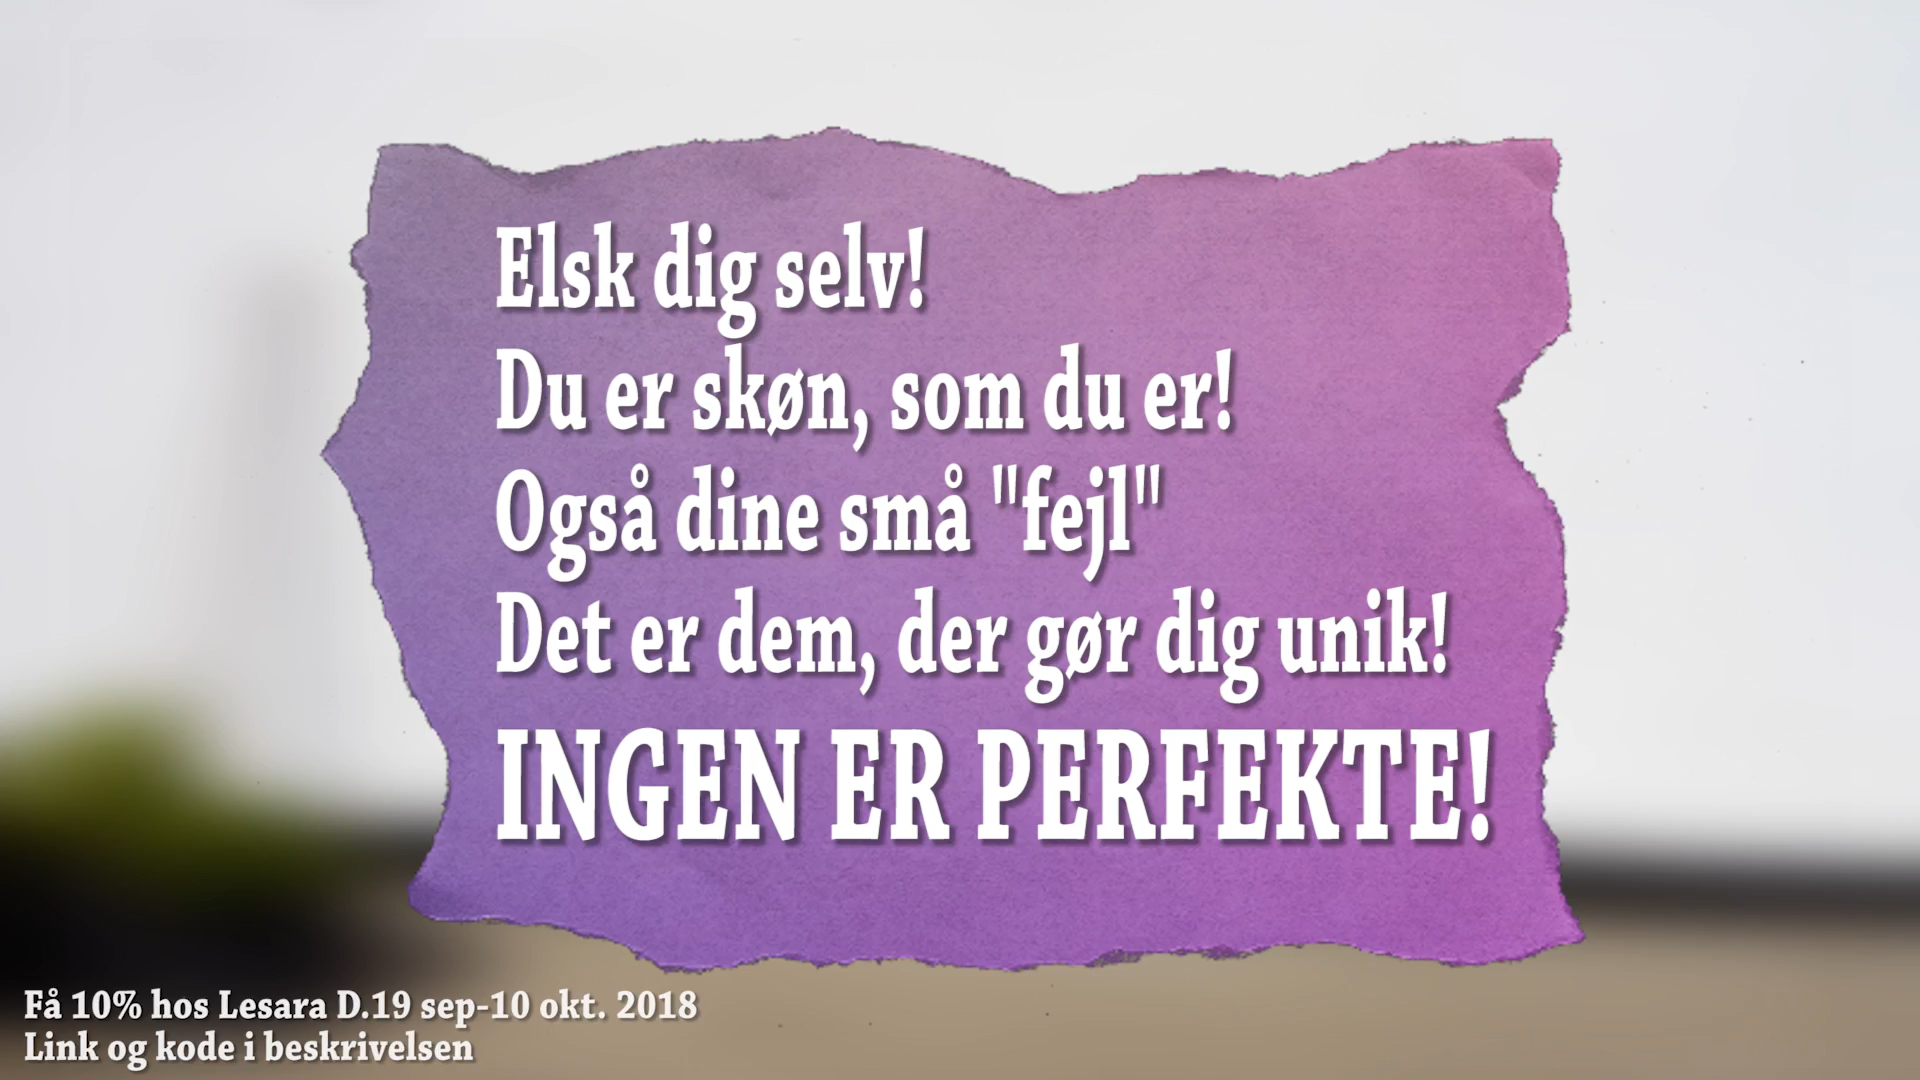 Elsk dig selv!
Du er skøn, som du er!
Også dine små "fejl"
Det er dem, der gør dig unik!
INGEN ER PERFEKTE!
Få 10% hos Lesara D.19 sep-10 okt. 2018
Link og kode i beskrivelsen